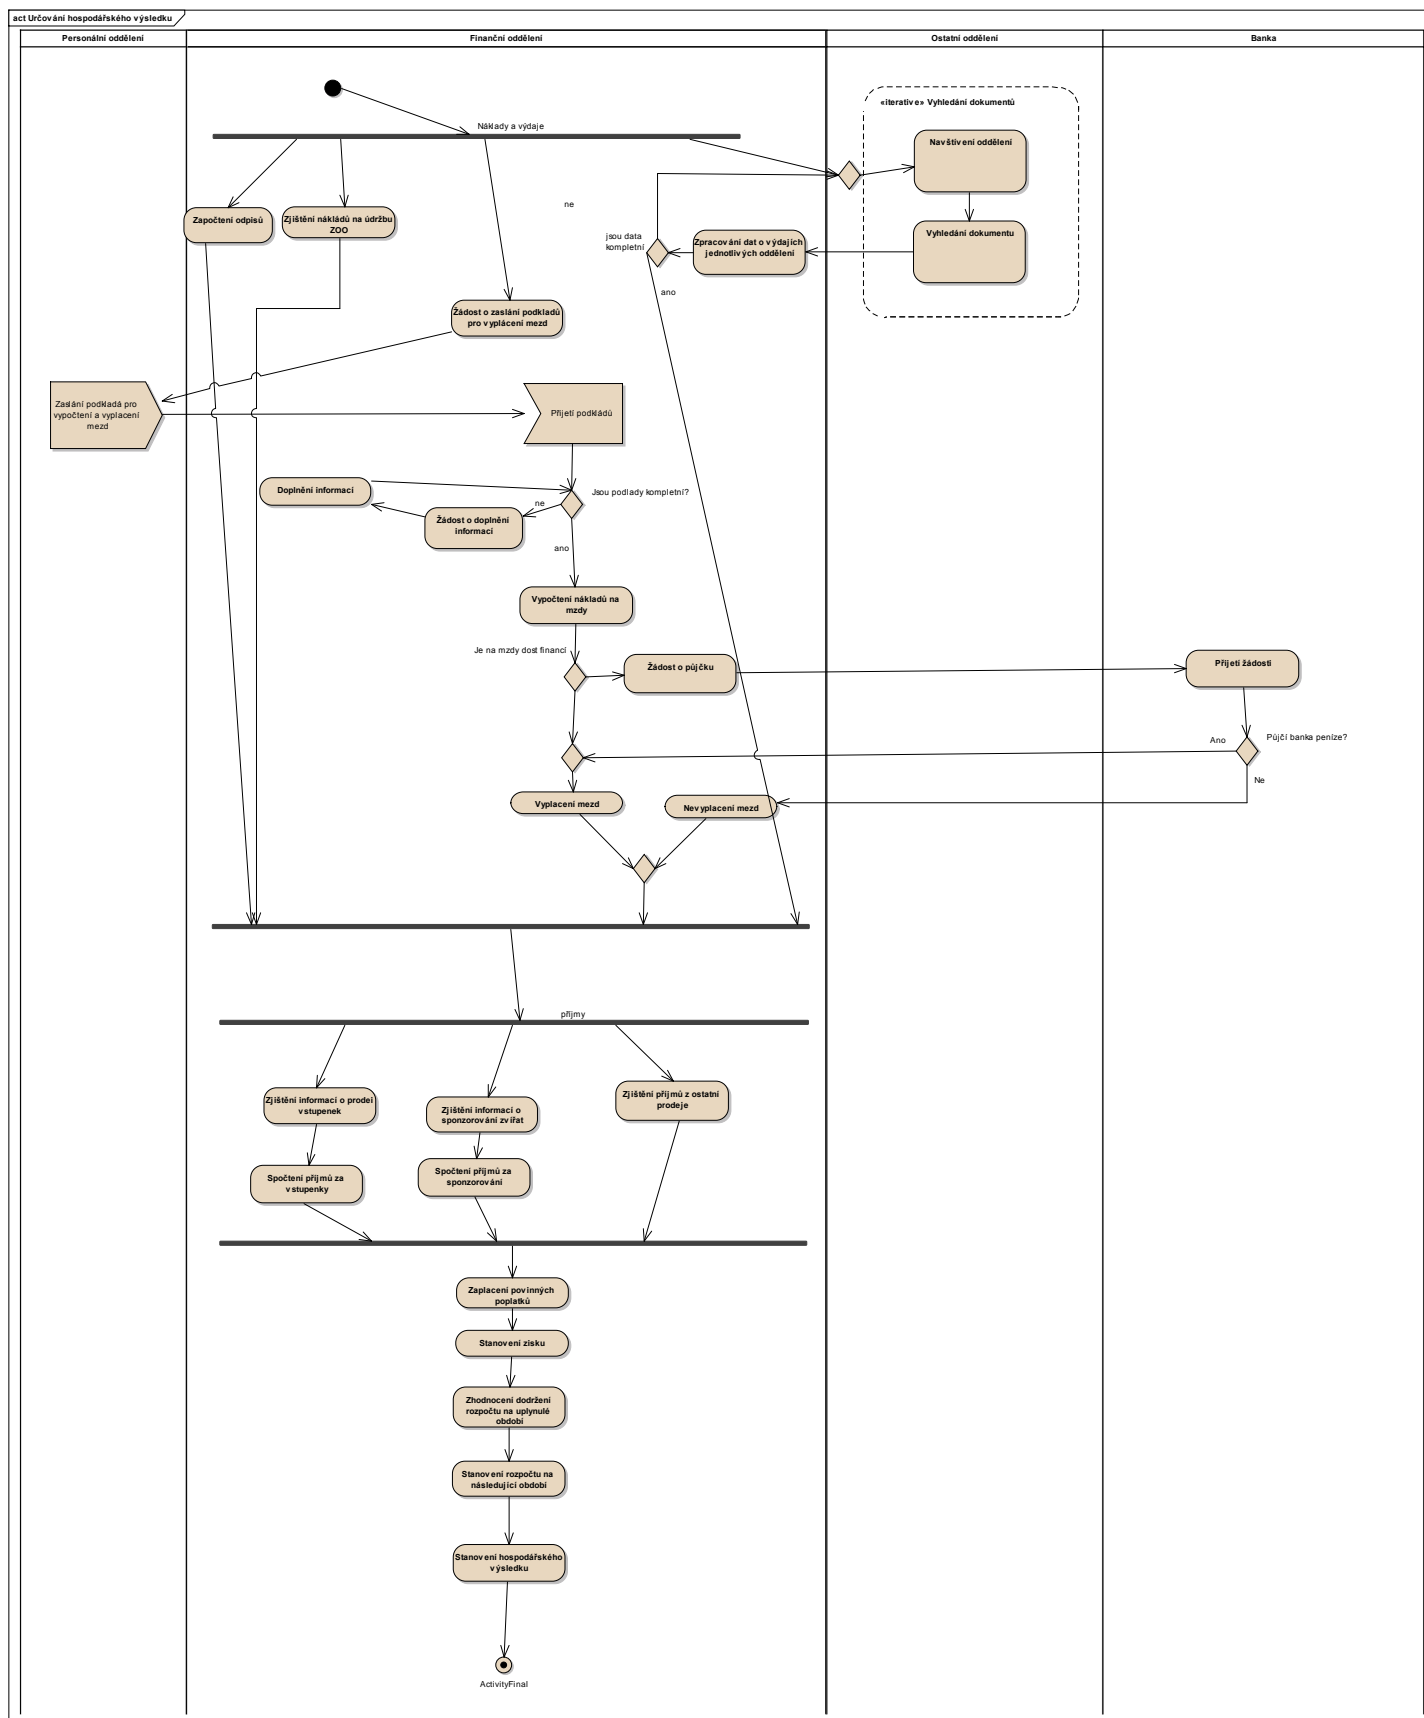 act Určování hospodářského výsledku
Personální oddělení
Finanční oddělení
Ostatní oddělení
Banka
«iterative» Vyhledání dokumentů
Náklady a výdaje
Navštívení oddělení
ne
Započtení odpisů
Zjištění nákládů na údržbu
ZOO
jsou data
kompletní
Zpracování dat o výdajích
jednotlivých oddělení
Vyhledání dokumentu
ano
Žádost o zaslání podkladů
pro vyplácení mezd
Zaslání podkladá pro
vypočtení a vyplacení
mezd
Přijetí podkládů
Doplnění informací
Jsou podlady kompletní?
ne
Žádost o doplnění
informací
ano
Vypočtení nákladů na
mzdy
Je na mzdy dost financí
Žádost o půjčku
Přijetí žádosti
Ano
Půjčí banka peníze?
Ne
Vyplacení mezd
Nevyplacení mezd
příjmy
Zjištění informací o prodei
vstupenek
Zjištění informací o
sponzorování zvířat
Zjištění příjmů z ostatní
prodeje
Spočtení příjmů za
vstupenky
Spočtení příjmů za
sponzorování
Zaplacení povinných
poplatků
Stanovení zisku
Zhodnocení dodržení
rozpočtu na uplynulé
období
Stanovení rozpočtu na
následující období
Stanovení hospodářského
výsledku
ActivityFinal